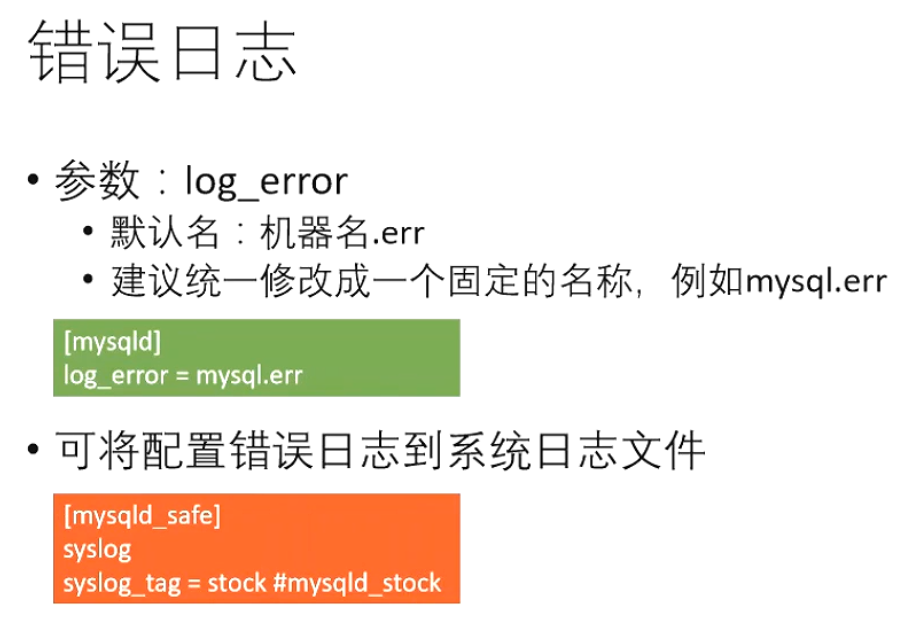 错误日志
• 参数：log_error
• 默认名：机器名.err
• 建议统一修改成一个固定的名称，例如mysql.err
[mysqld]
log_error = mysql.err
• 可将配置错误日志到系统日志文件
[mysqld_safe]
syslog
syslog_tag = stock #mysqld_stock